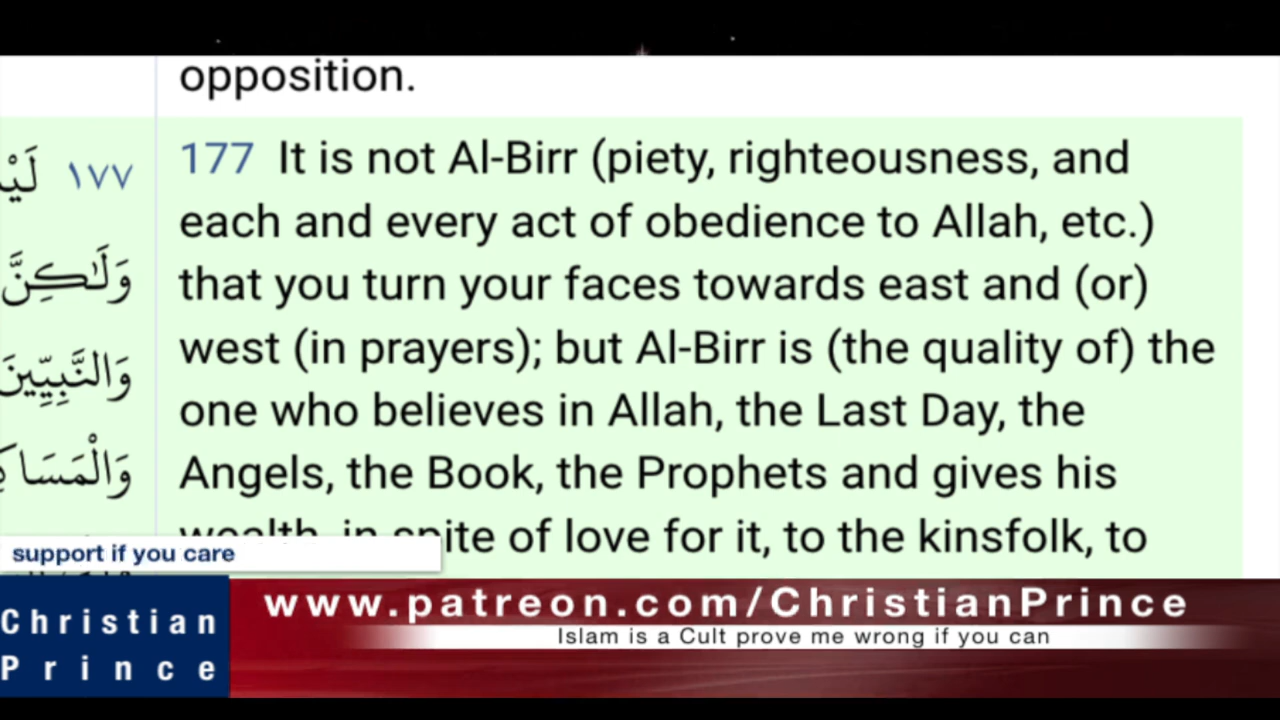 opposition.
١٧٧
177 It is not Al-Birr (piety, righteousness, and
each and every act of obedience to Allah, etc.)
وَلَٰكِنَّ
that you turn your faces towards east and (or)
وَالنَّبِيِّينَ
west (in prayers); but Al-Birr is (the quality of) the
one who believes in Allah, the Last Day, the
Angels, the Book, the Prophets and gives his
wealth, in spite of love for it, to the kinsfolk, to
support if you care
Christian
Prince
www.patreon.com/ChristianPrince
Islam is a Cult prove me wrong if you can